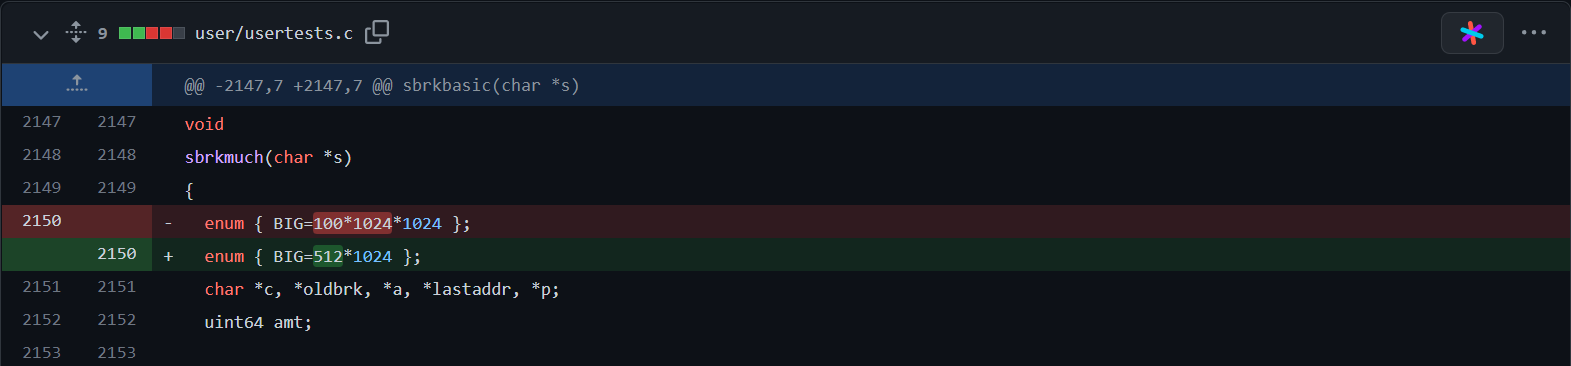 9 user/usertests.c
@@ -2147,7 +2147,7 @@ sbrkbasic(char *s)
2147 2147 void
2148 2148 sbrkmuch(char *s)
2149 2149 {
2150 - enum { BIG=100*1024*1024 };
2150 + enum { BIG=512*1024 };
2151 2151 char *c, *oldbrk, *a, *lastaddr, *p;
2152 2152 uint64 amt;
2153 2153